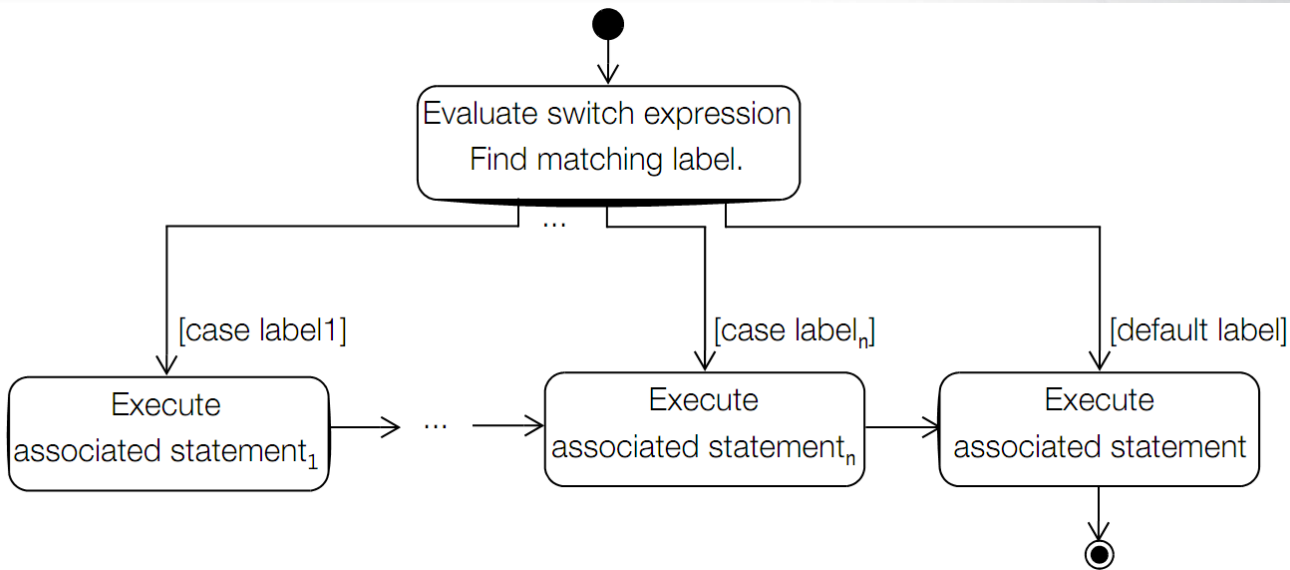 Evaluate switch expression
Find matching label.
...
[case label1]
[case labelₙ]
[default label]
Execute
associated statement₁
...
Execute
associated statementₙ
Execute
associated statement